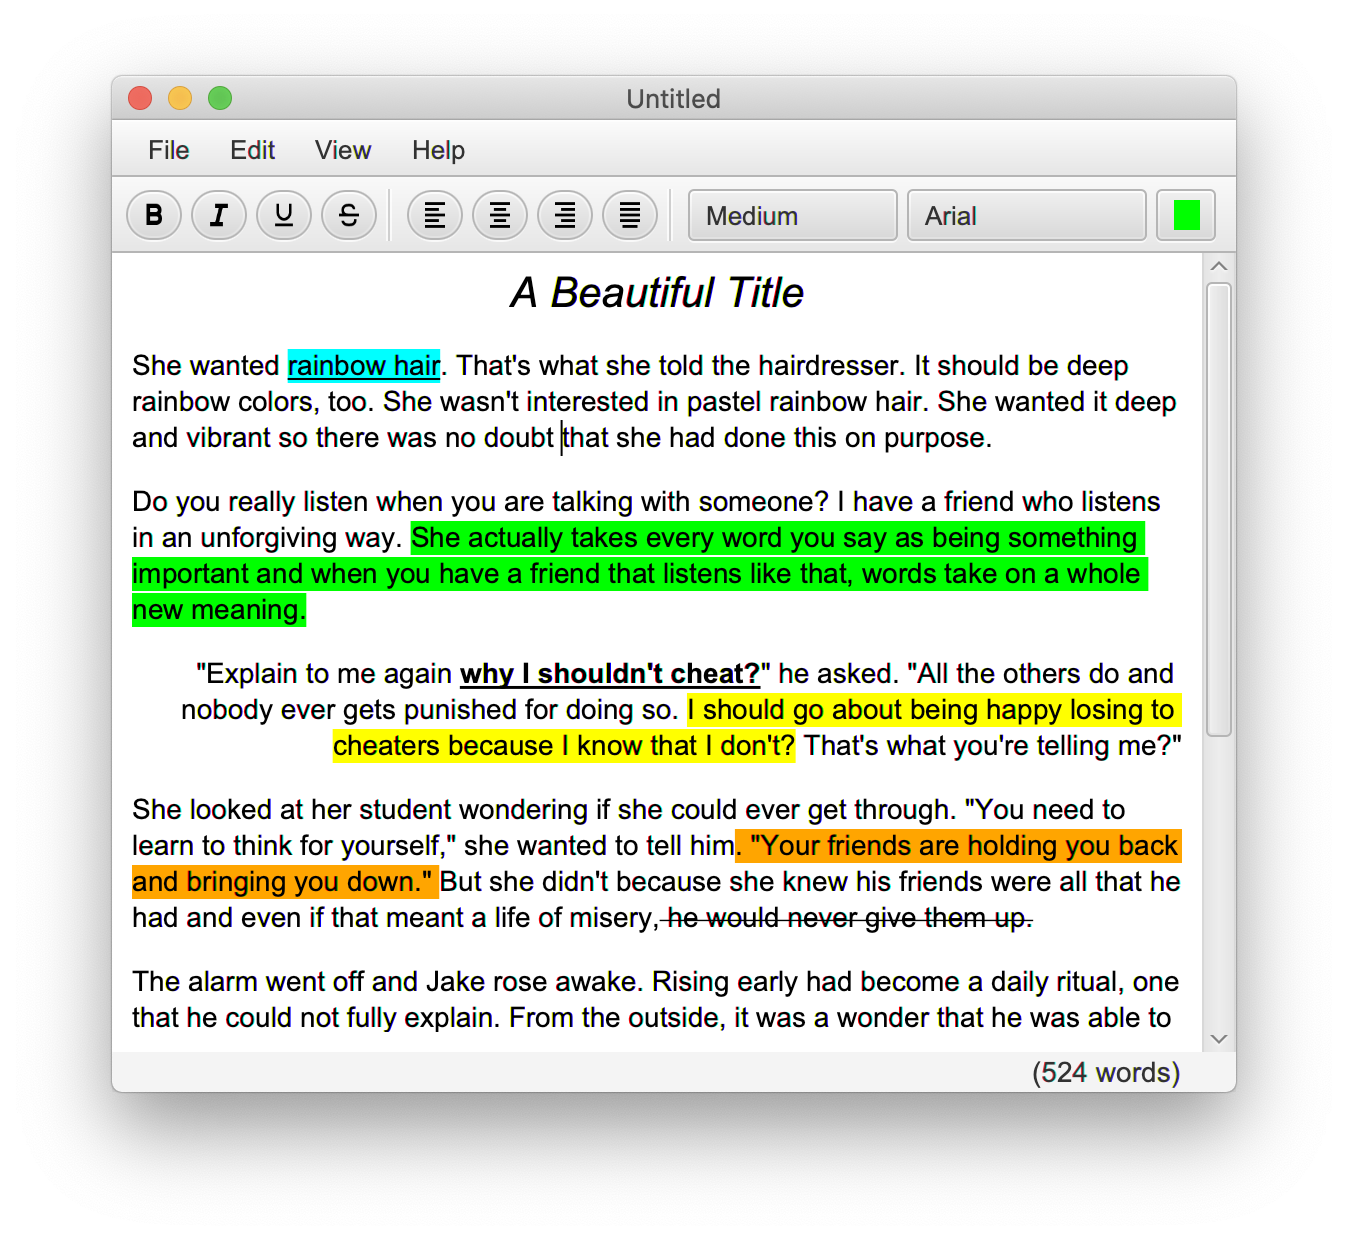 Untitled
File Edit View Help
B I U S Medium Arial
A Beautiful Title
She wanted rainbow hair. That's what she told the hairdresser. It should be deep
rainbow colors, too. She wasn't interested in pastel rainbow hair. She wanted it deep
and vibrant so there was no doubt that she had done this on purpose.
Do you really listen when you are talking with someone? I have a friend who listens
in an unforgiving way. She actually takes every word you say as being something
important and when you have a friend that listens like that, words take on a whole
new meaning.
"Explain to me again why I shouldn't cheat?" he asked. "All the others do and
nobody ever gets punished for doing so. I should go about being happy losing to
cheaters because I know that I don't? That's what you're telling me?"
She looked at her student wondering if she could ever get through. "You need to
learn to think for yourself," she wanted to tell him. "Your friends are holding you back
and bringing you down." But she didn't because she knew his friends were all that he
had and even if that meant a life of misery, he would never give them up.
The alarm went off and Jake rose awake. Rising early had become a daily ritual, one
that he could not fully explain. From the outside, it was a wonder that he was able to
(524 words)